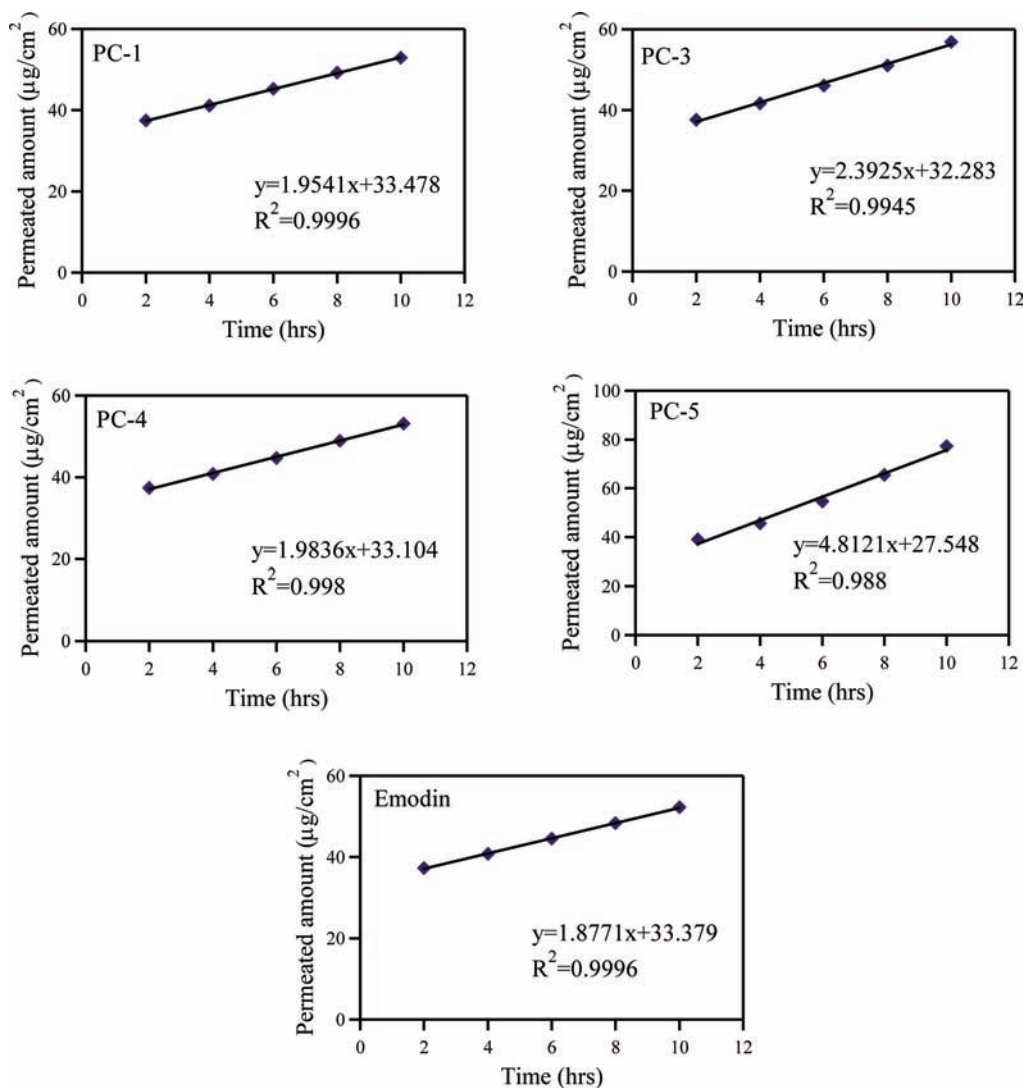 PC-1
Permeated amount (μg/cm²)
60
40
20
0
y=1.9541x+33.478
R²=0.9996
0 2 4 6 8 10 12
Time (hrs)
PC-3
Permeated amount (μg/cm²)
60
40
20
0
y=2.3925x+32.283
R²=0.9945
0 2 4 6 8 10 12
Time (hrs)
PC-4
Permeated amount (μg/cm²)
60
40
20
0
y=1.9836x+33.104
R²=0.998
0 2 4 6 8 10 12
Time (hrs)
PC-5
Permeated amount (μg/cm²)
100
80
60
40
20
0
y=4.8121x+27.548
R²=0.988
0 2 4 6 8 10 12
Time (hrs)
Emodin
Permeated amount (μg/cm²)
60
40
20
0
y=1.8771x+33.379
R²=0.9996
0 2 4 6 8 10 12
Time (hrs)